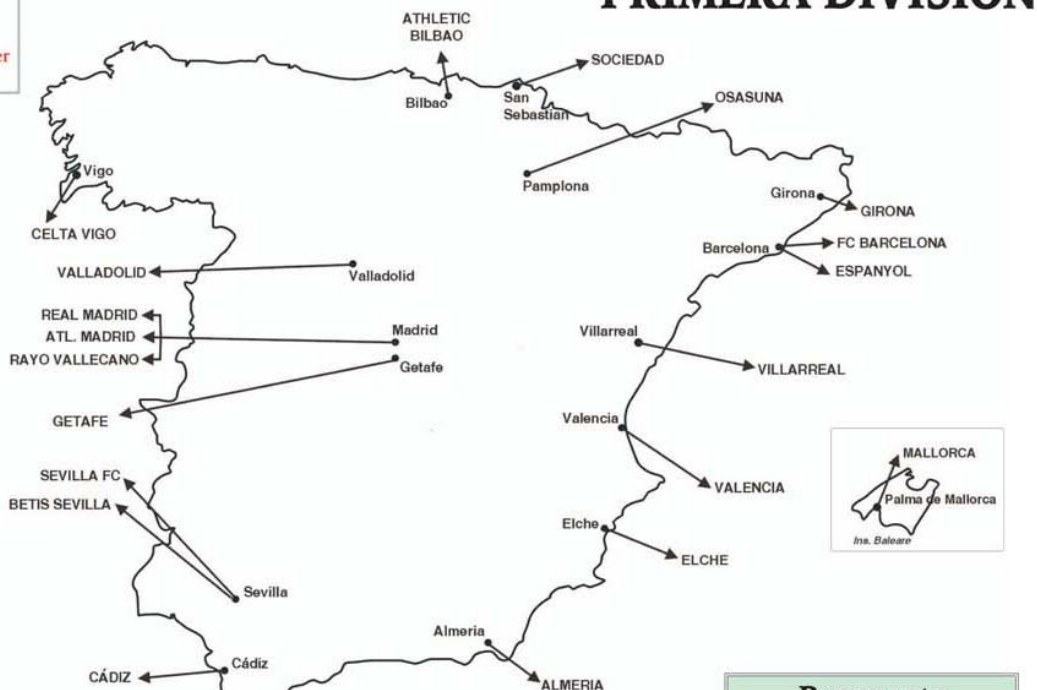 PRIMERA DIVISION
er
ATHLETIC
BILBAO
SOCIEDAD
Bilbao
San
Sebastian
OSASUNA
Vigo
Pamplona
Girona
GIRONA
CELTA VIGO
Barcelona
FC BARCELONA
ESPANYOL
VALLADOLID
Valladolid
REAL MADRID
ATL. MADRID
RAYO VALLECANO
Madrid
Getafe
GETAFE
Villarreal
VILLARREAL
Valencia
VALENCIA
MALLORCA
Palma de Mallorca
Ins. Baleare
SEVILLA FC
BETIS SEVILLA
Sevilla
Elche
ELCHE
Almeria
ALMERIA
Cádiz
CÁDIZ